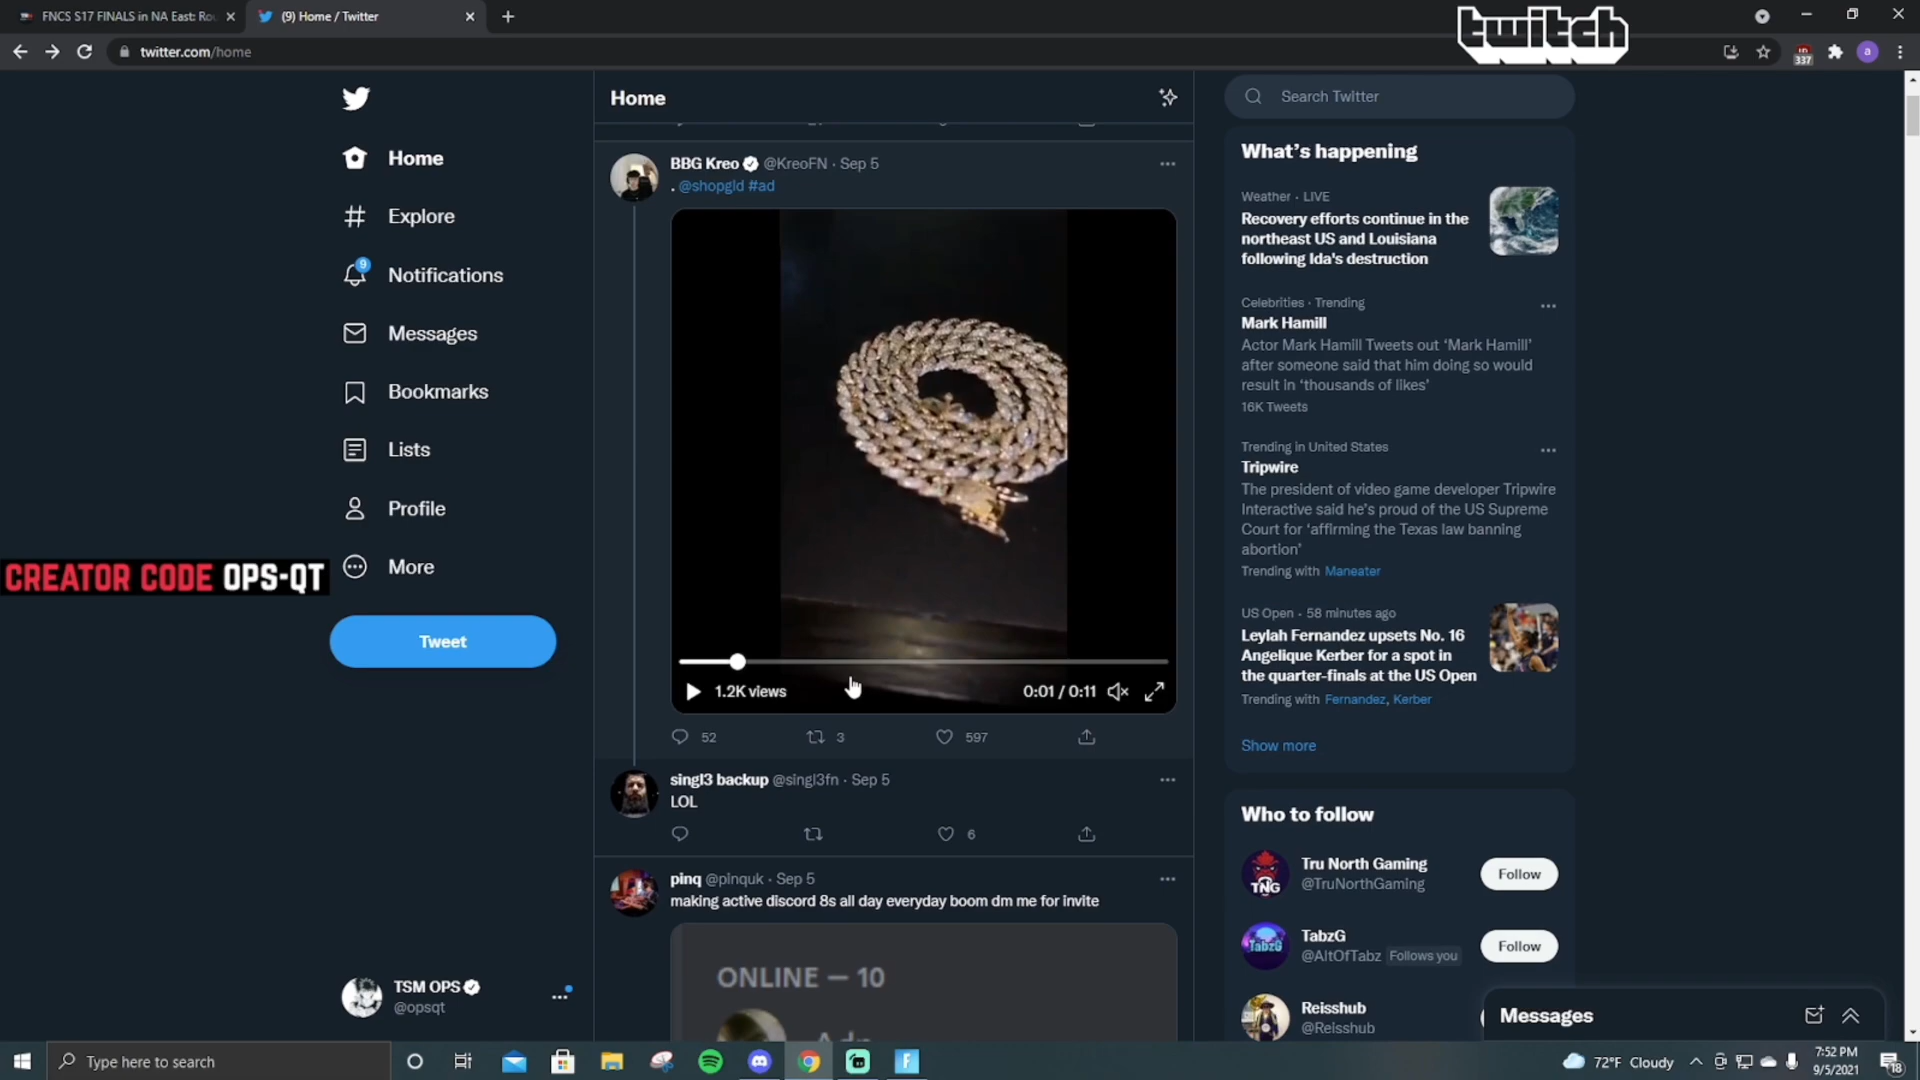 FNCS S17 FINALS in NA East: Rou
(9) Home / Twitter
twitch
twitter.com/home
337
a
Home
Explore
9
Notifications
Messages
Bookmarks
Lists
Profile
More
Tweet
CREATOR CODE OPS-QT
TSM OPS
@opsqt
Home
BBG Kreo @KreoFN · Sep 5
. @shopgld #ad
1.2K views
0:01 / 0:11
52
3
597
singl3 backup @singl3fn · Sep 5
LOL
6
pinq @pinquk · Sep 5
making active discord 8s all day everyday boom dm me for invite
ONLINE — 10
Search Twitter
What's happening
Weather · LIVE
Recovery efforts continue in the
northeast US and Louisiana
following Ida's destruction
Celebrities · Trending
Mark Hamill
Actor Mark Hamill Tweets out ‘Mark Hamill’
after someone said that him doing so would
result in ‘thousands of likes’
16K Tweets
Trending in United States
Tripwire
The president of video game developer Tripwire
Interactive said he's proud of the US Supreme
Court for ‘affirming the Texas law banning
abortion’
Trending with Maneater
US Open · 58 minutes ago
Leylah Fernandez upsets No. 16
Angelique Kerber for a spot in
the quarter-finals at the US Open
Trending with Fernandez, Kerber
Show more
Who to follow
TNG
Tru North Gaming
@TruNorthGaming
Follow
TabzG
TabzG
@AltOfTabz Follows you
Follow
Reisshub
@Reisshub
Messages
Type here to search
72°F Cloudy
7:52 PM
9/5/2021
18